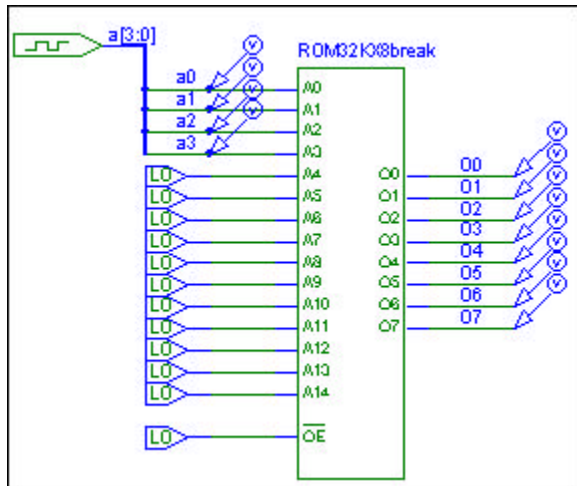 a[3:0]
ROM32KX8break
a0
a1
a2
a3
A0
A1
A2
A3
LO A4
LO A5
LO A6
LO A7
LO A8
LO A9
LO A10
LO A11
LO A12
LO A13
LO A14
LO OE
O0 O0
O1 O1
O2 O2
O3 O3
O4 O4
O5 O5
O6 O6
O7 O7
V
V
V
V
V
V
V
V
V
V
V
V